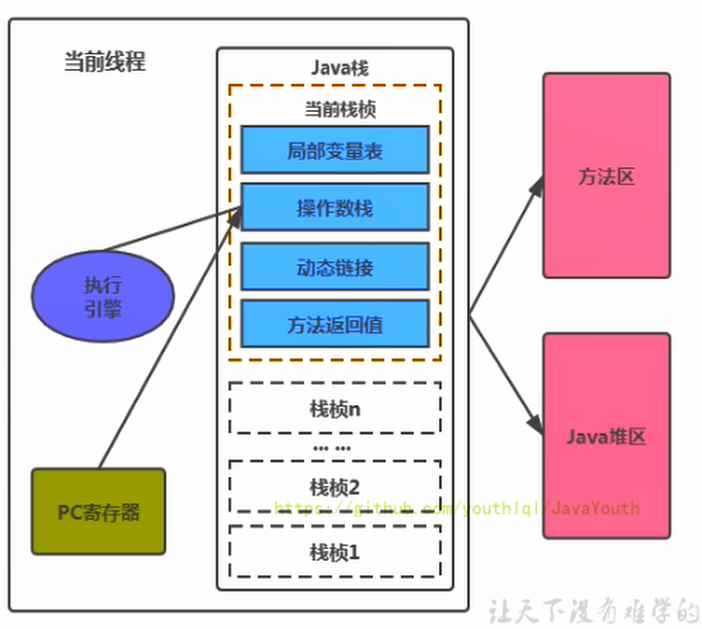 当前线程
Java栈
当前栈桢
局部变量表
操作数栈
动态链接
方法返回值
执行
引擎
PC寄存器
栈桢n
... ...
栈桢2
栈桢1
方法区
Java堆区
https://github.com/youthlql/JavaYouth
让天下没有难学的